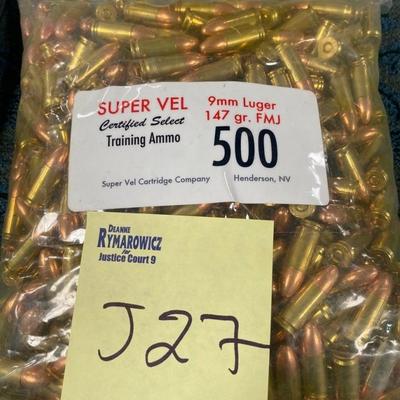 SUPER VEL
Certified Select
Training Ammo
9mm Luger
147 gr. FMJ
500
Super Vel Cartridge Company Henderson, NV
DEANNE
RYMAROWICZ
for
Justice Court 9
J27